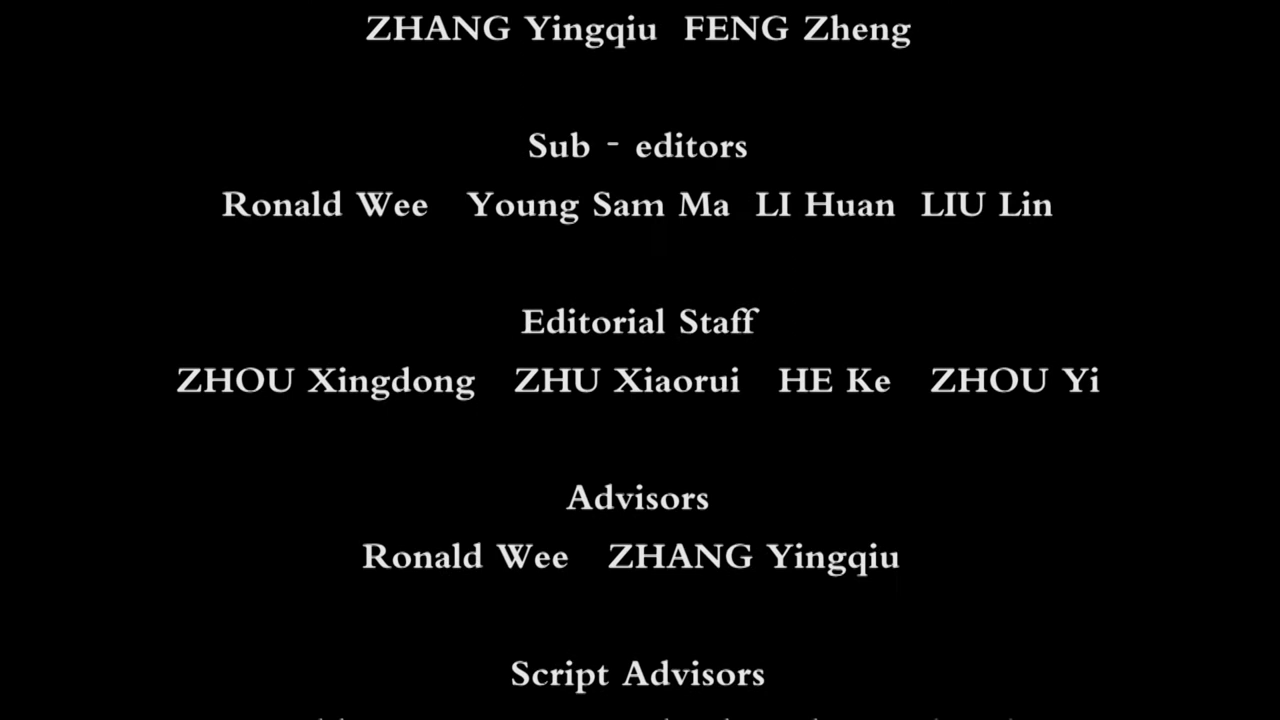 ZHANG Yingqiu FENG Zheng
Sub - editors
Ronald Wee Young Sam Ma LI Huan LIU Lin
Editorial Staff
ZHOU Xingdong ZHU Xiaorui HE Ke ZHOU Yi
Advisors
Ronald Wee ZHANG Yingqiu
Script Advisors